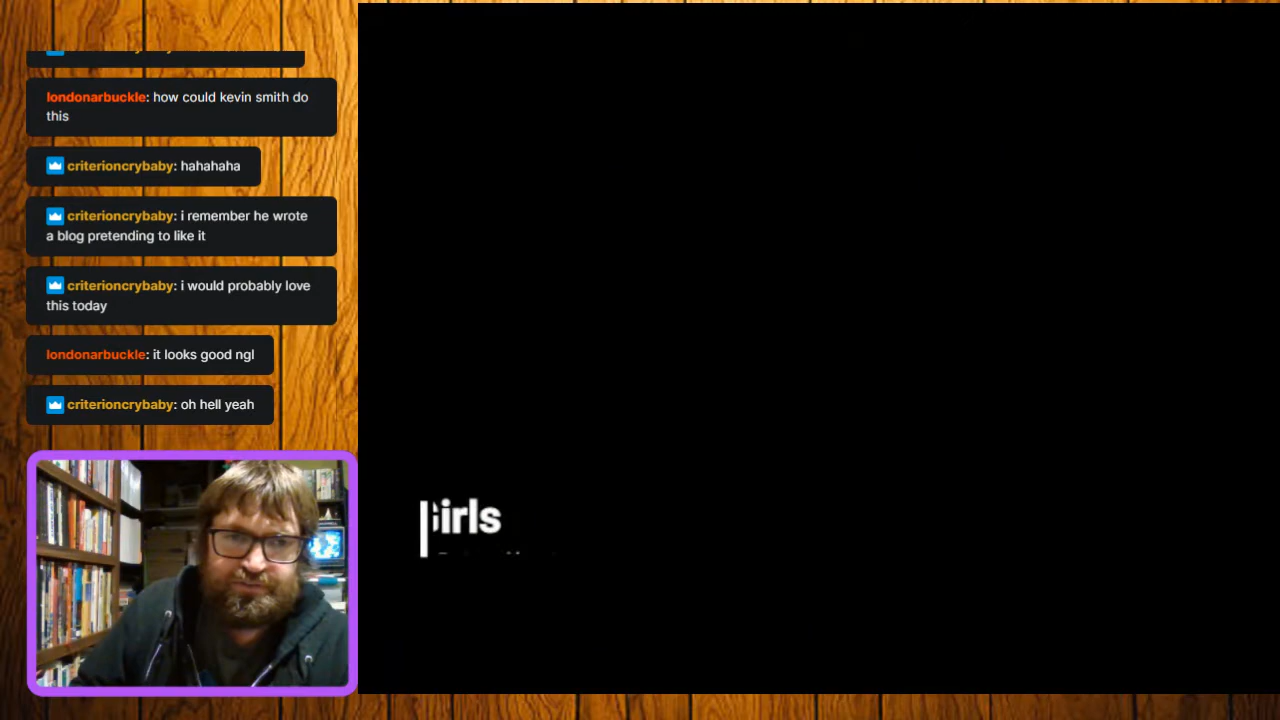 londonarbuckle: how could kevin smith do
this
criterioncrybaby: hahahaha
criterioncrybaby: i remember he wrote
a blog pretending to like it
criterioncrybaby: i would probably love
this today
londonarbuckle: it looks good ngl
criterioncrybaby: oh hell yeah